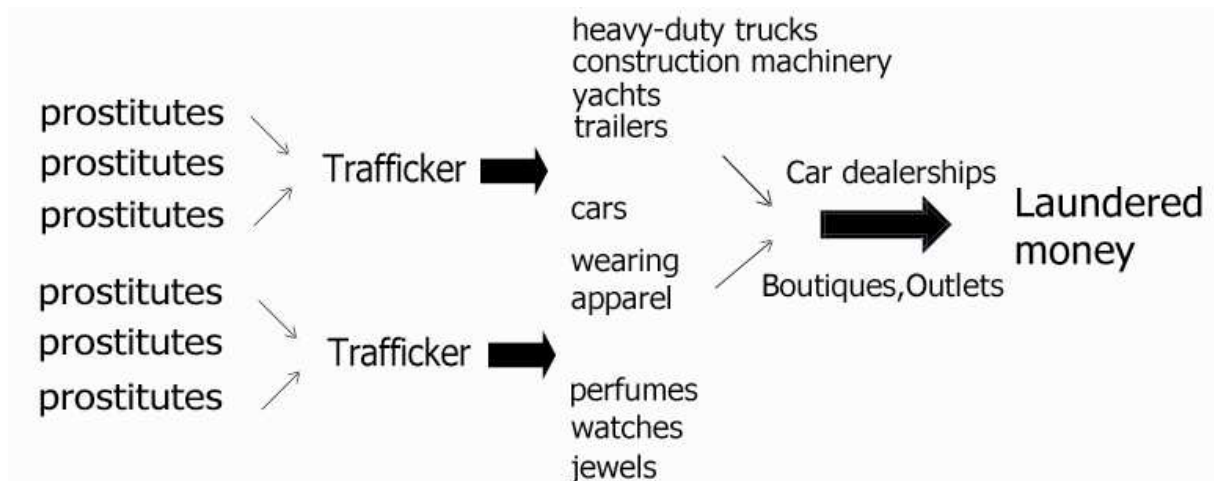 prostitutes
prostitutes
prostitutes
prostitutes
prostitutes
prostitutes
Trafficker
Trafficker
heavy-duty trucks
construction machinery
yachts
trailers
cars
wearing
apparel
perfumes
watches
jewels
Car dealerships
Boutiques,Outlets
Laundered
money